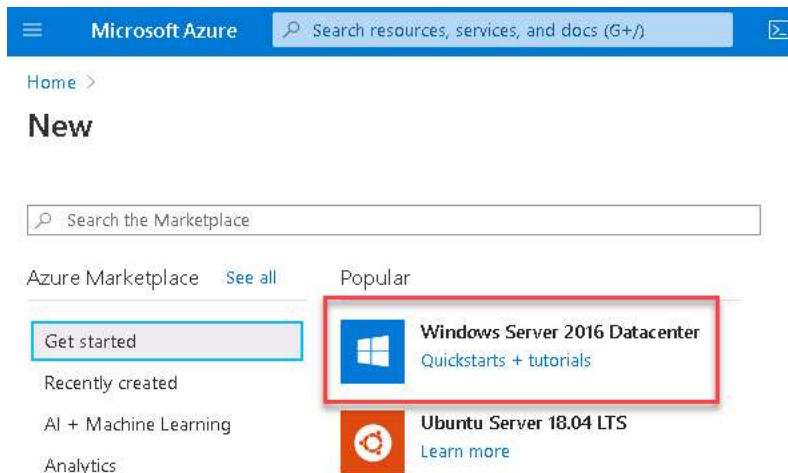 Microsoft Azure
Search resources, services, and docs (G+/)
Home >
New
Search the Marketplace
Azure Marketplace See all
Popular
Get started
Recently created
AI + Machine Learning
Analytics
Windows Server 2016 Datacenter
Quickstarts + tutorials
Ubuntu Server 18.04 LTS
Learn more